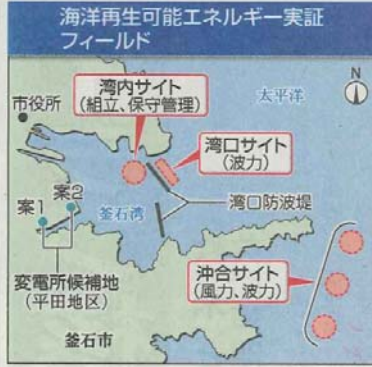 海洋再生可能エネルギー実証
フィールド
湾内サイト
(組立、保守管理)
太平洋
N
市役所
湾口サイト
(波力)
案2
案1
釜石湾
湾口防波堤
変電所候補地
(平田地区)
沖合サイト
(風力、波力)
釜石市